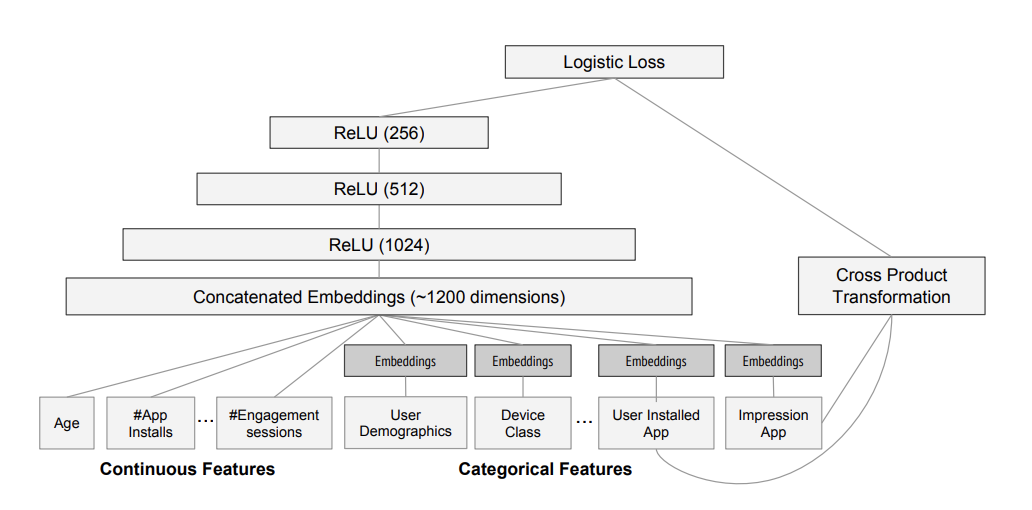 Logistic Loss
ReLU (256)
ReLU (512)
ReLU (1024)
Concatenated Embeddings (~1200 dimensions)
Cross Product
Transformation
Embeddings
Embeddings
Embeddings
Embeddings
Age
#App
Installs
...
#Engagement
sessions
User
Demographics
Device
Class
...
User Installed
App
Impression
App
Continuous Features
Categorical Features